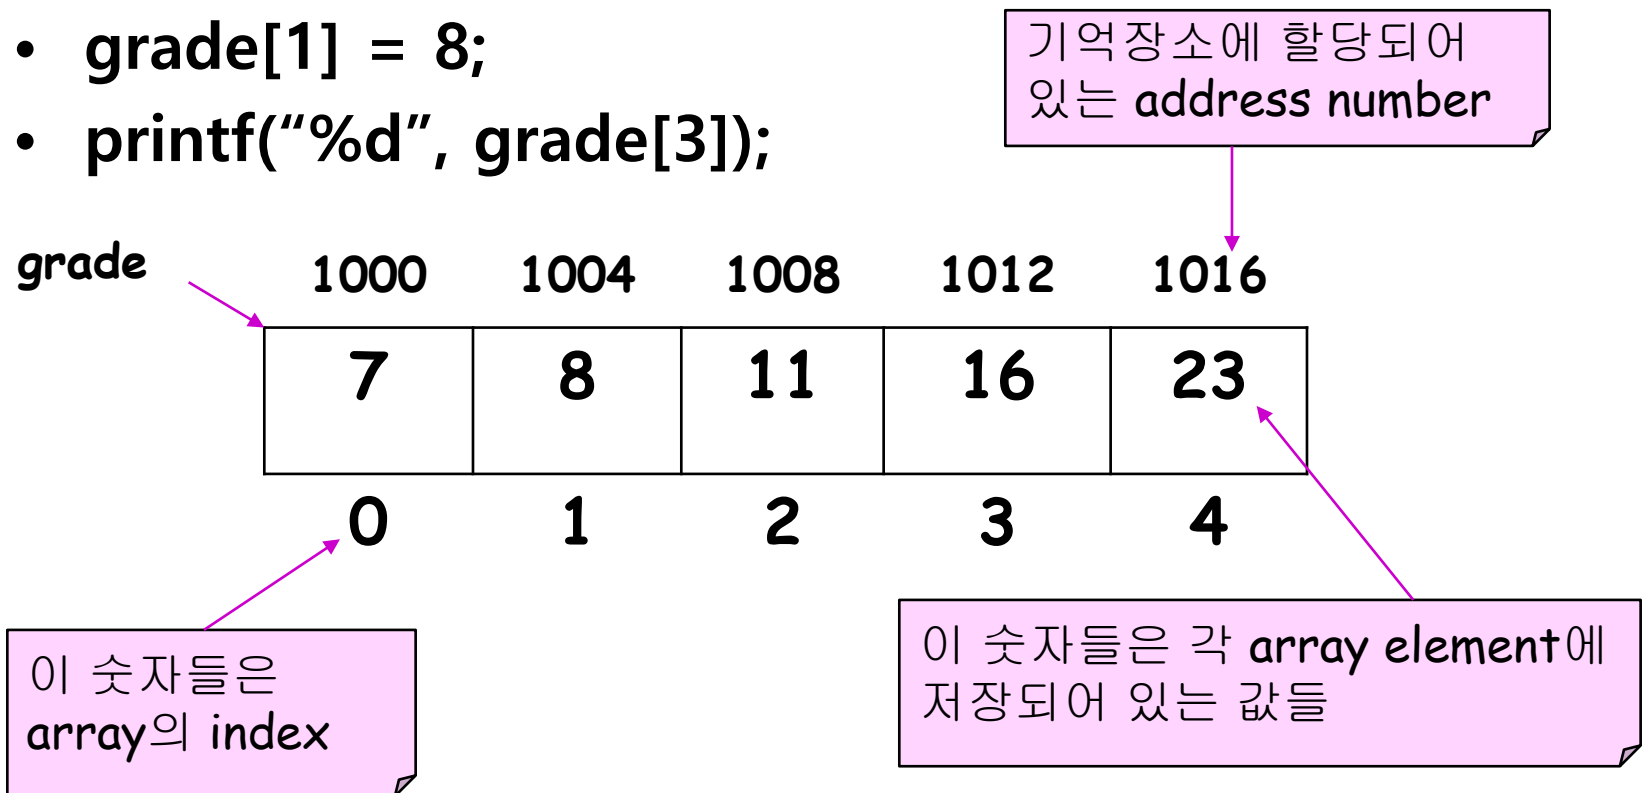 • grade[1] = 8;
• printf(“%d”, grade[3]);
기억장소에 할당되어
있는 address number
grade
1000 1004 1008 1012 1016
7 8 11 16 23
0 1 2 3 4
이 숫자들은
array의 index
이 숫자들은 각 array element에
저장되어 있는 값들